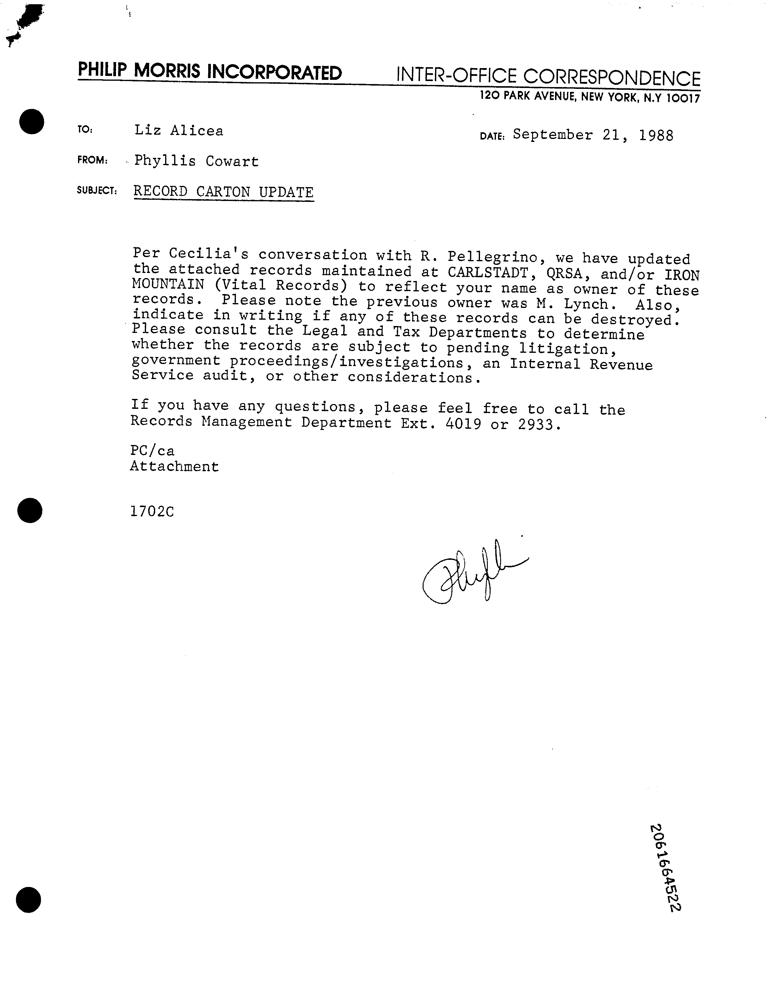 PHILIP MORRIS INCORPORATED INTER-OFFICE CORRESPONDENCE
120 PARK AVENUE, NEW YORK, N.Y 10017
TO: Liz Alicea DATE: September 21, 1988
FROM: Phyllis Cowart
SUBJECT: RECORD CARTON UPDATE
Per Cecilia's conversation with R. Pellegrino, we have updated
the attached records maintained at CARLSTADT, QRSA, and/or IRON
MOUNTAIN (Vital Records) to reflect your name as owner of these
records. Please note the previous owner was M. Lynch. Also,
indicate in writing if any of these records can be destroyed.
Please consult the Legal and Tax Departments to determine
whether the records are subject to pending litigation,
government proceedings/investigations, an Internal Revenue
Service audit, or other considerations.
If you have any questions, please feel free to call the
Records Management Department Ext. 4019 or 2933.
PC/ca
Attachment
1702C
2061664522